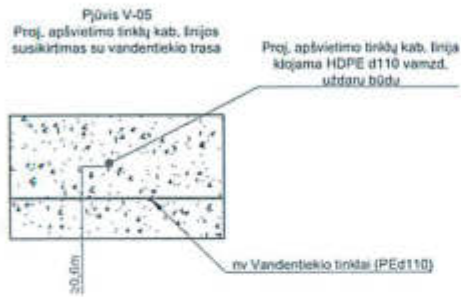 Pjūvis V-05
Proj. apšvietimo tinklų kab. linijos
susikirtimas su vandentiekio trasa
Proj. apšvietimo tinklų kab. linija
klojama HDPE d110 vamzd.
uždaru būdu
≥0,6m
nv Vandentiekio tinklai (PEd110)